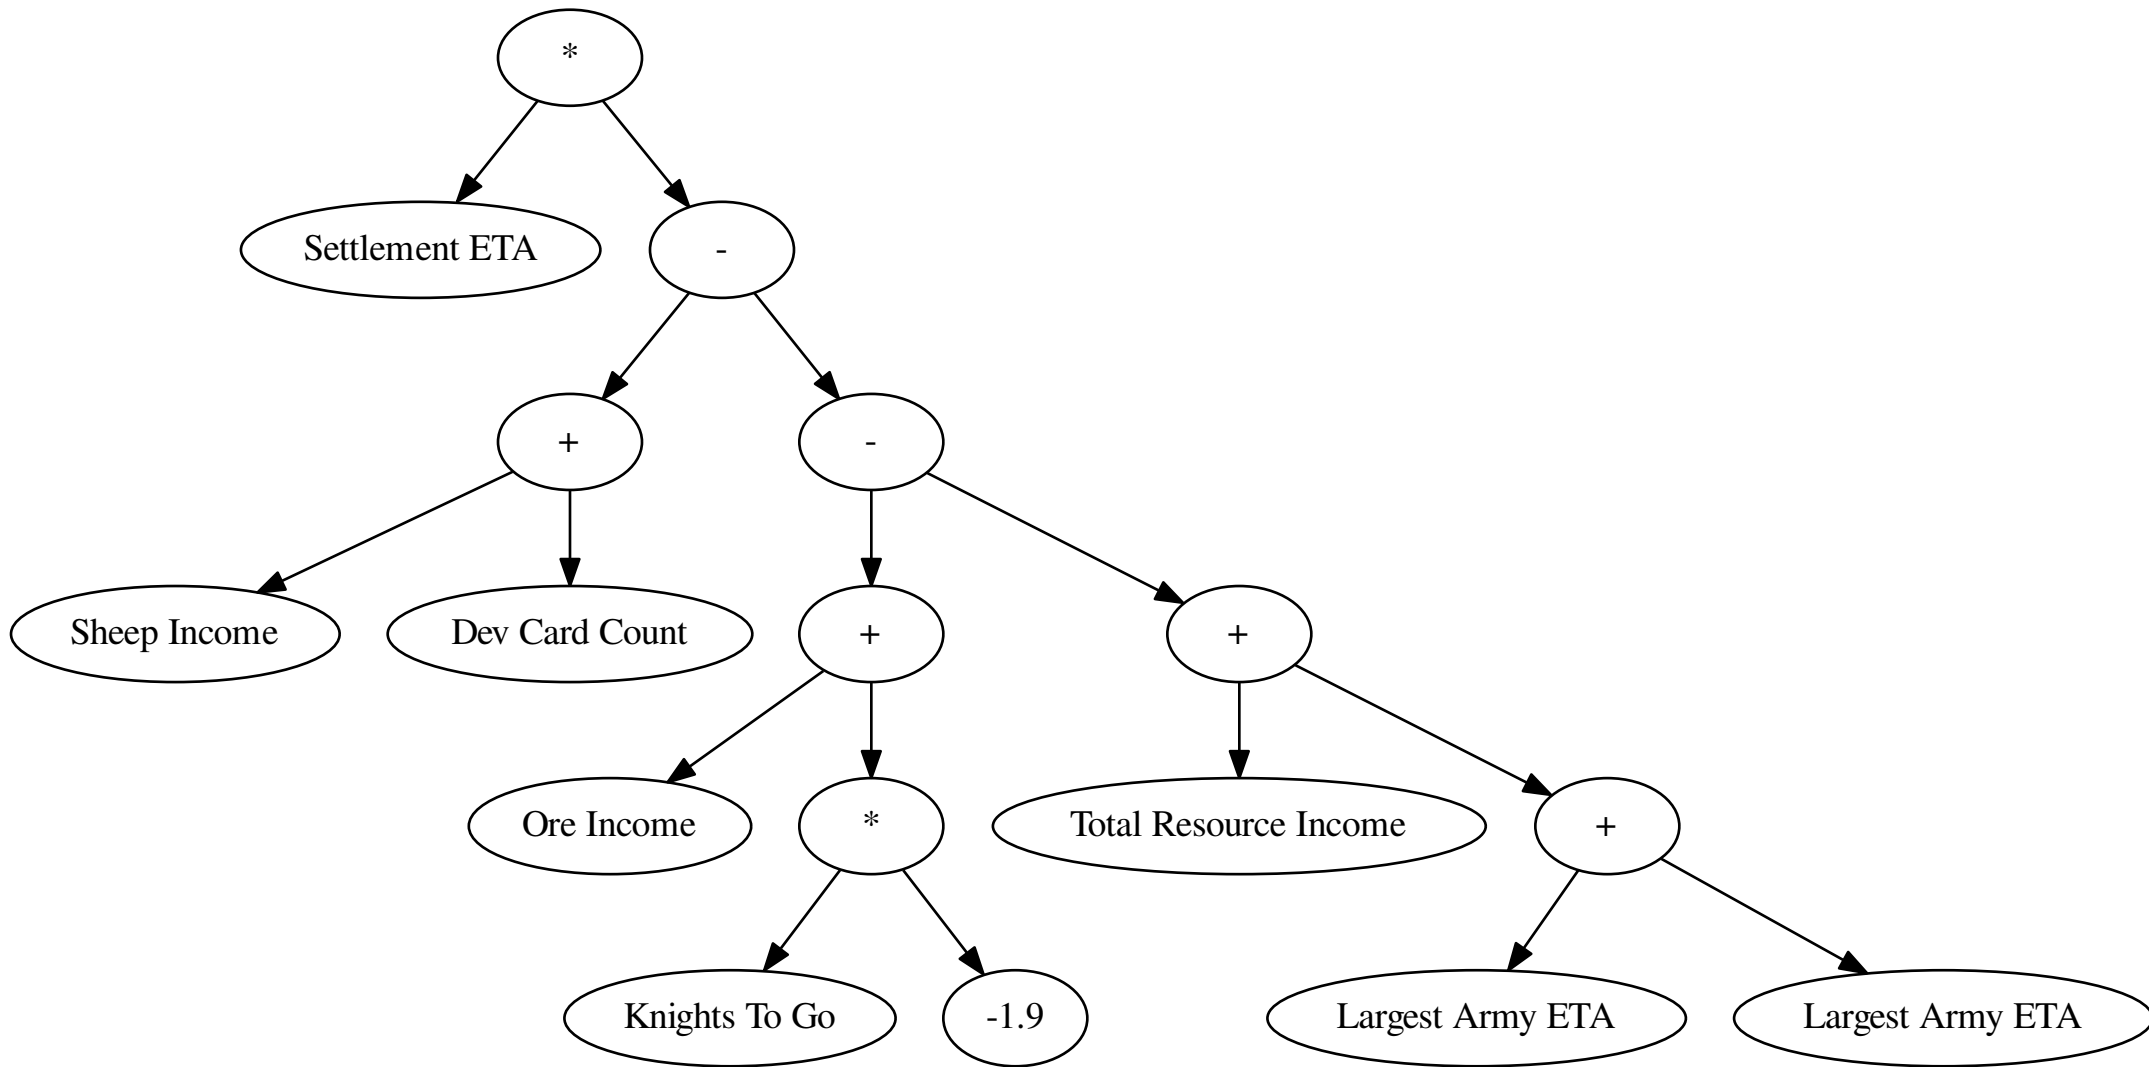 *
Settlement ETA
-
+
-
Sheep Income
Dev Card Count
+
+
Ore Income
*
Total Resource Income
+
Knights To Go
-1.9
Largest Army ETA
Largest Army ETA